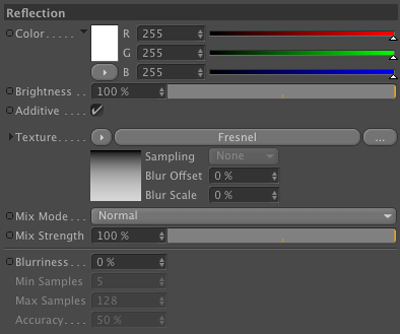 Reflection
Color..... R 255
G 255
B 255
Brightness.. 100 %
Additive.... ✓
Texture..... Fresnel ...
Sampling None
Blur Offset 0 %
Blur Scale 0 %
Mix Mode... Normal
Mix Strength 100 %
Blurriness.. 0 %
Min Samples 5
Max Samples 128
Accuracy.... 50 %